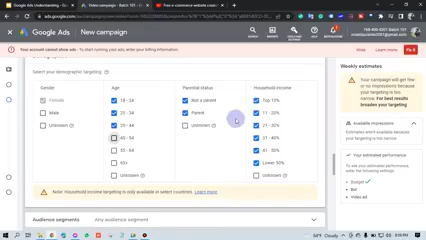 Google Ads slide
Video campaign - Batch 101
Free e-commerce website creat
Google Ads
New campaign
SEARCH
REPORTS
HELP
Your account cannot show ads - To start running your ads, enter your billing information.
View
Learn more
Fix it
Select your demographic targeting
Gender
Age
Parental status
Household income
Female
18 - 24
Not a parent
Top 10%
Male
25 - 34
Parent
11 - 20%
Unknown
35 - 44
Unknown
21 - 30%
45 - 54
31 - 40%
55 - 64
41 - 50%
65+
Lower 50%
Unknown
Unknown
Note: Household income targeting is only available in select countries. Learn more
Audience segments
Any audience segment
Weekly estimates
Your campaign will get few or no impressions because your targeting is too narrow. For best results broaden your targeting
Available impressions
Estimates aren't available because your targeting is too narrow.
Your estimated performance
To estimate your performance, enter the following settings:
Budget
Bid
Video ad